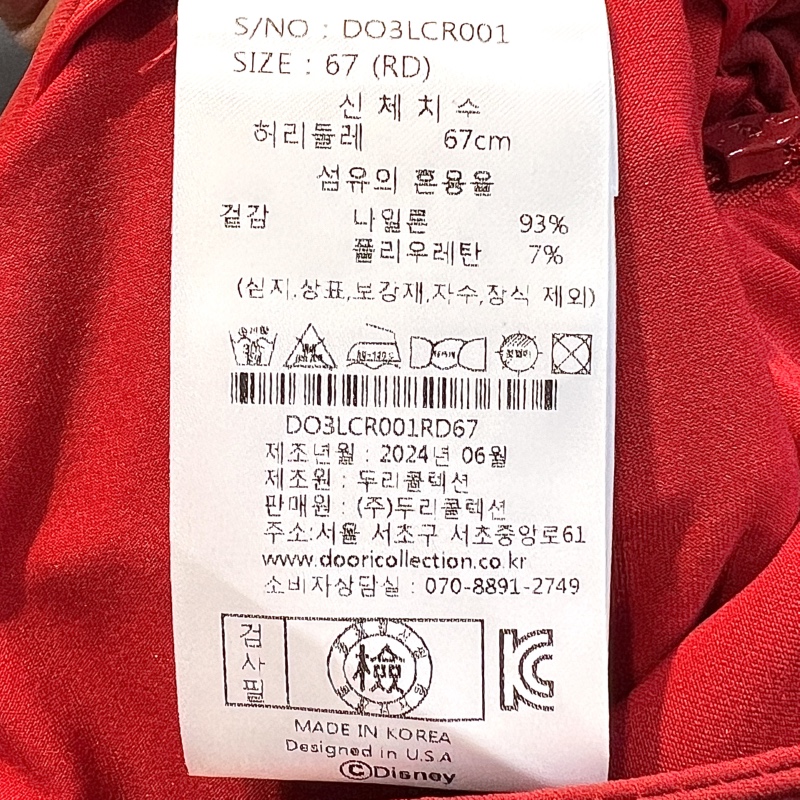 S/NO : DO3LCR001
SIZE : 67 (RD)
신 체 치 수
허리둘레 67cm
섬유의 혼용율
겉감 나일론 93%
폴리우레탄 7%
(심지.상표,보강재,자수,장식 제외)
DO3LCR001RD67
제조년월 : 2024년 06월
제조원 : 두리콜렉션
판매원 : (주)두리콜렉션
주소:서울 서초구 서초중앙로61
www.dooricollection.co.kr
소비자상담실 : 070-8891-2749
검사필
檢
KC
MADE IN KOREA
Designed in U.S.A
©Disney